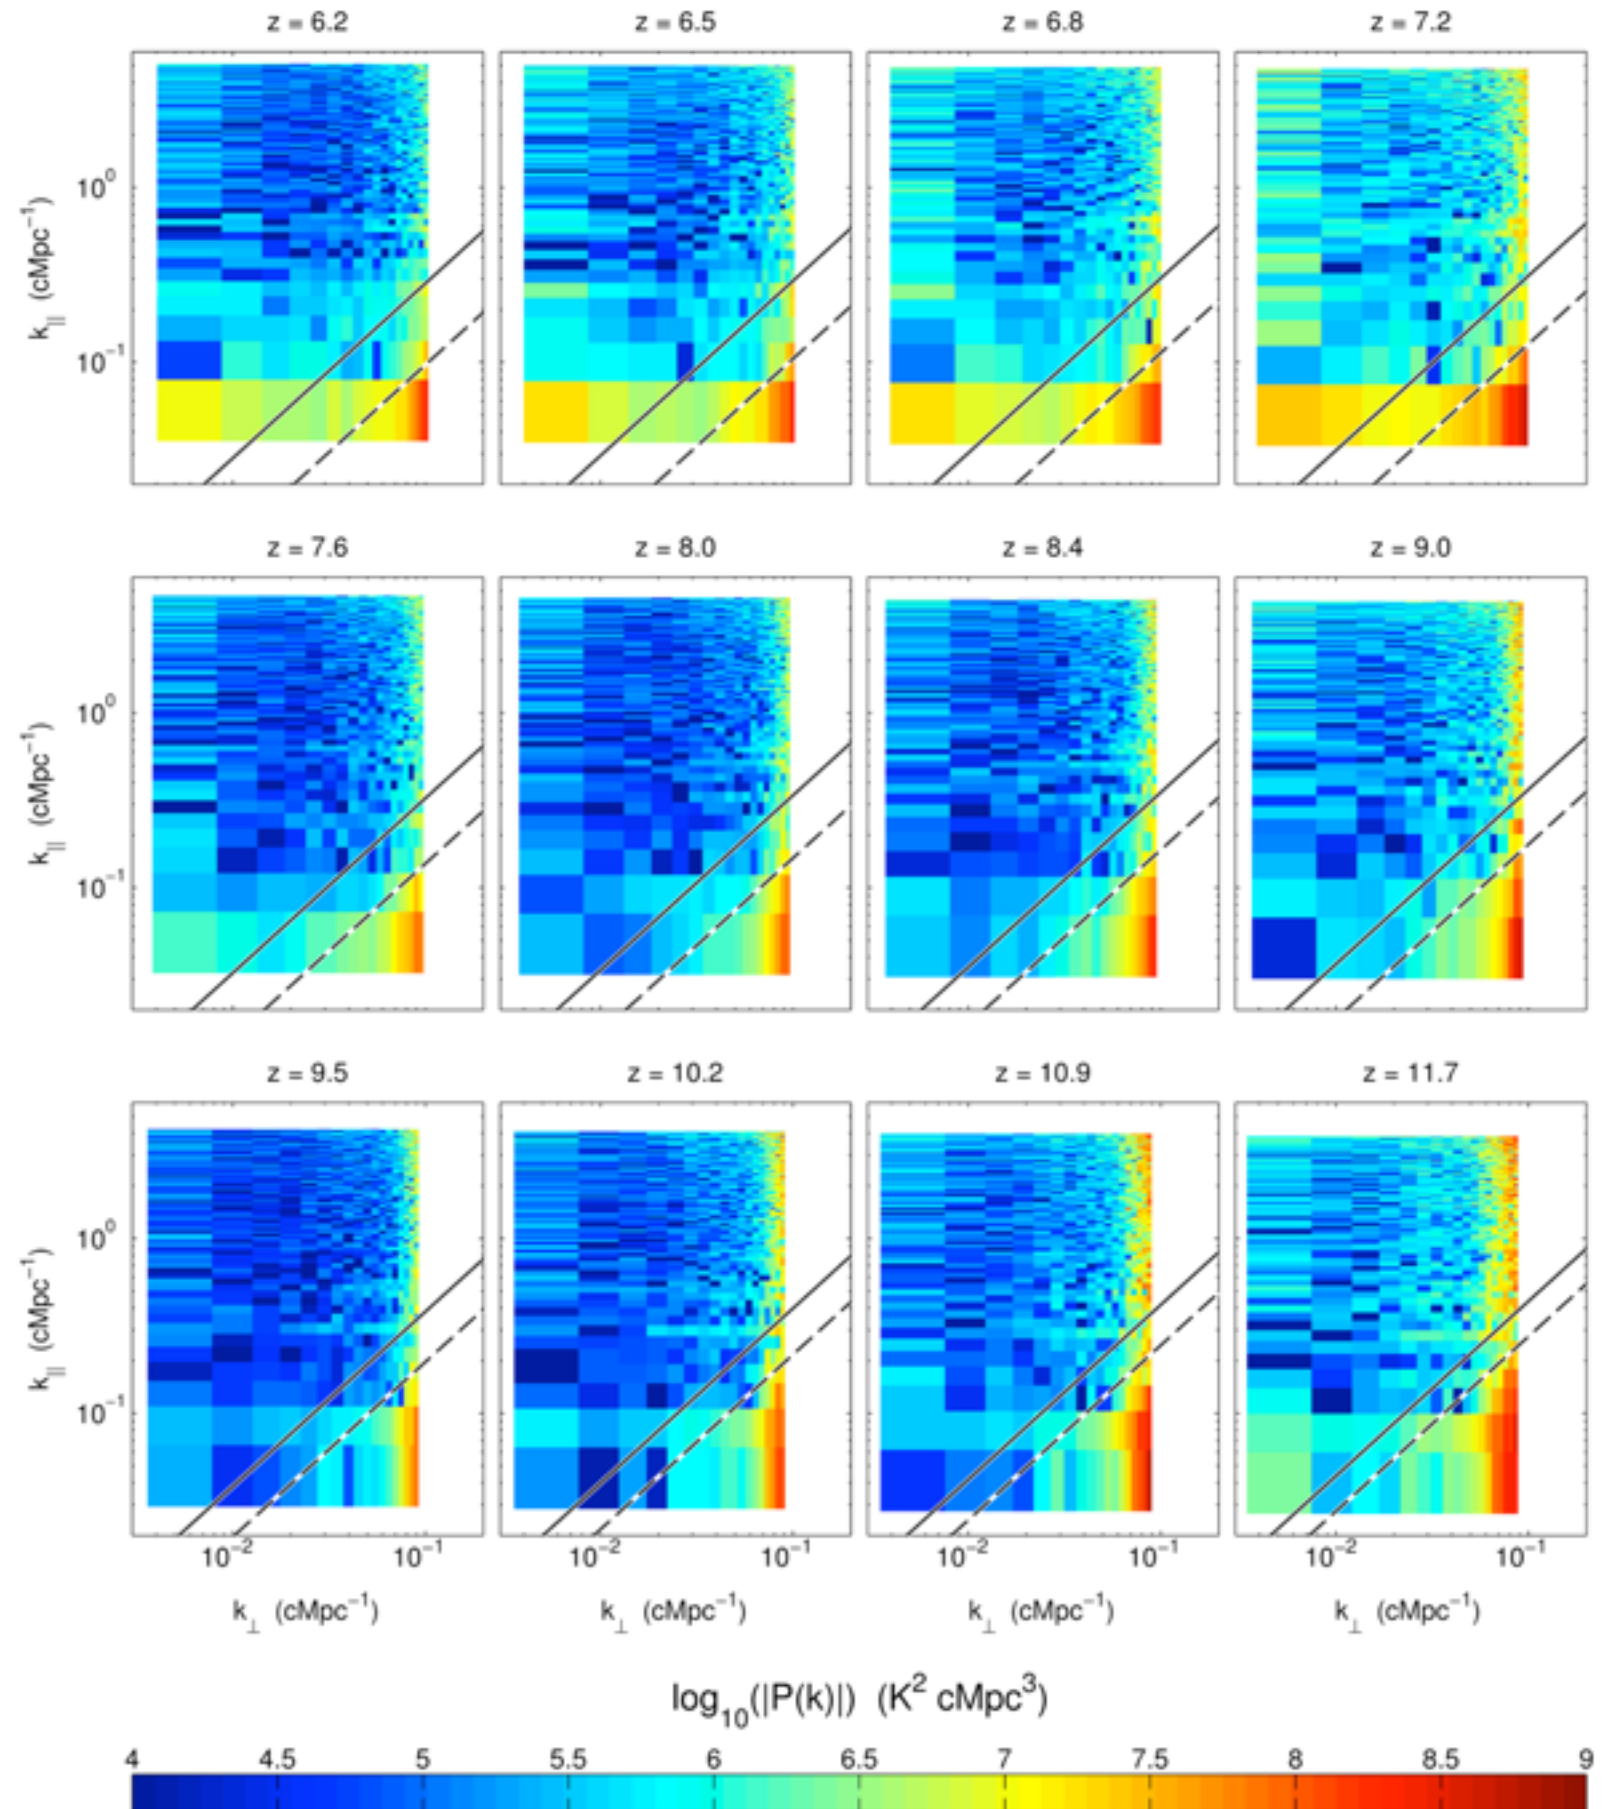 z = 6.2 z = 6.5 z = 6.8 z = 7.2
10⁰
10⁻¹
k∥ (cMpc⁻¹)
z = 7.6 z = 8.0 z = 8.4 z = 9.0
10⁰
10⁻¹
k∥ (cMpc⁻¹)
z = 9.5 z = 10.2 z = 10.9 z = 11.7
10⁰
10⁻¹
k∥ (cMpc⁻¹)
10⁻² 10⁻¹ 10⁻² 10⁻¹ 10⁻² 10⁻¹ 10⁻² 10⁻¹
k⊥ (cMpc⁻¹) k⊥ (cMpc⁻¹) k⊥ (cMpc⁻¹) k⊥ (cMpc⁻¹)
log₁₀(|P(k)|) (K² cMpc³)
4 4.5 5 5.5 6 6.5 7 7.5 8 8.5 9